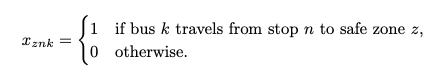 x_{znk} = { 1 if bus k travels from stop n to safe zone z,
0 otherwise.